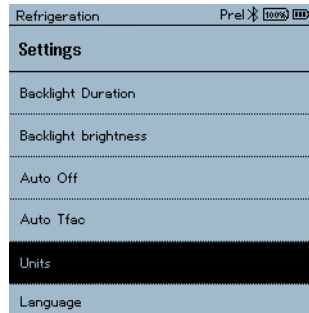 Refrigeration Prel 100%
Settings
Backlight Duration
Backlight brightness
Auto Off
Auto Tfac
Units
Language